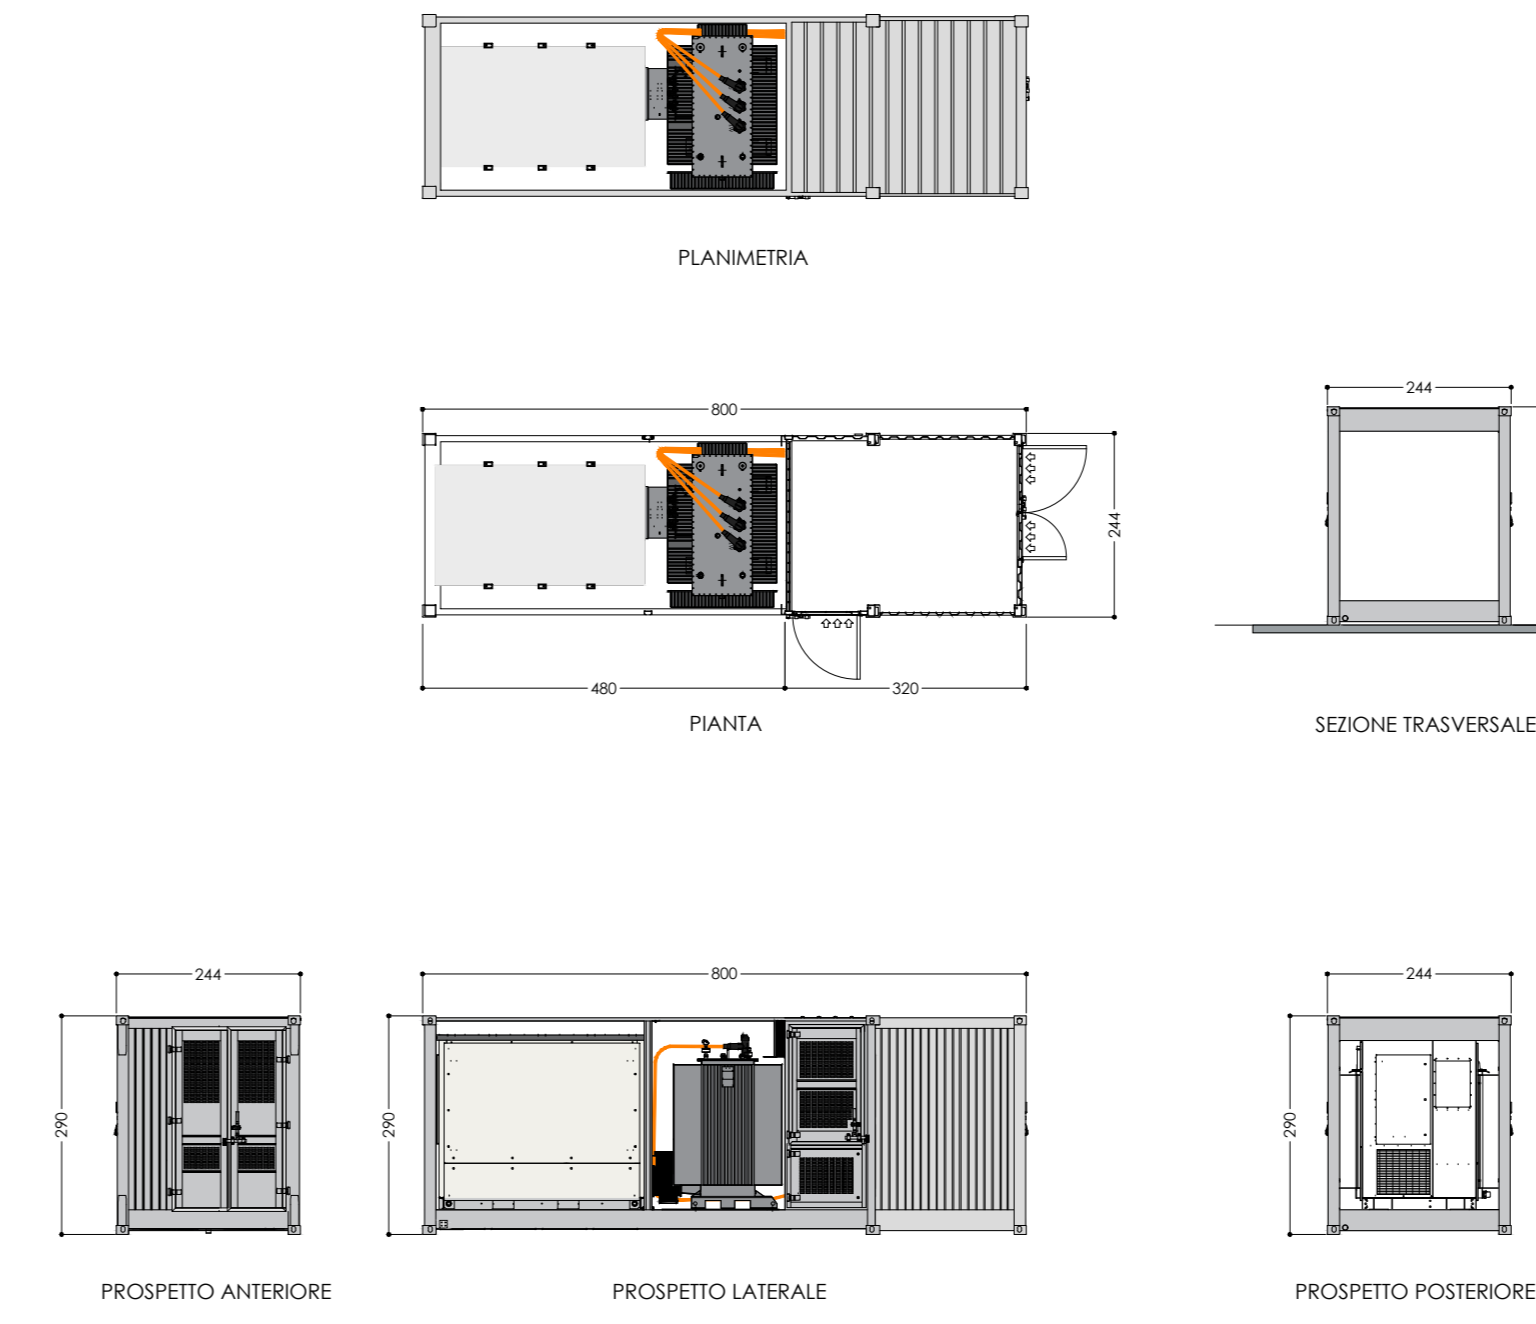 PLANIMETRIA
800
244
244
480
320
PIANTA
SEZIONE TRASVERSALE
244
800
244
290
290
290
PROSPETTO ANTERIORE
PROSPETTO LATERALE
PROSPETTO POSTERIORE